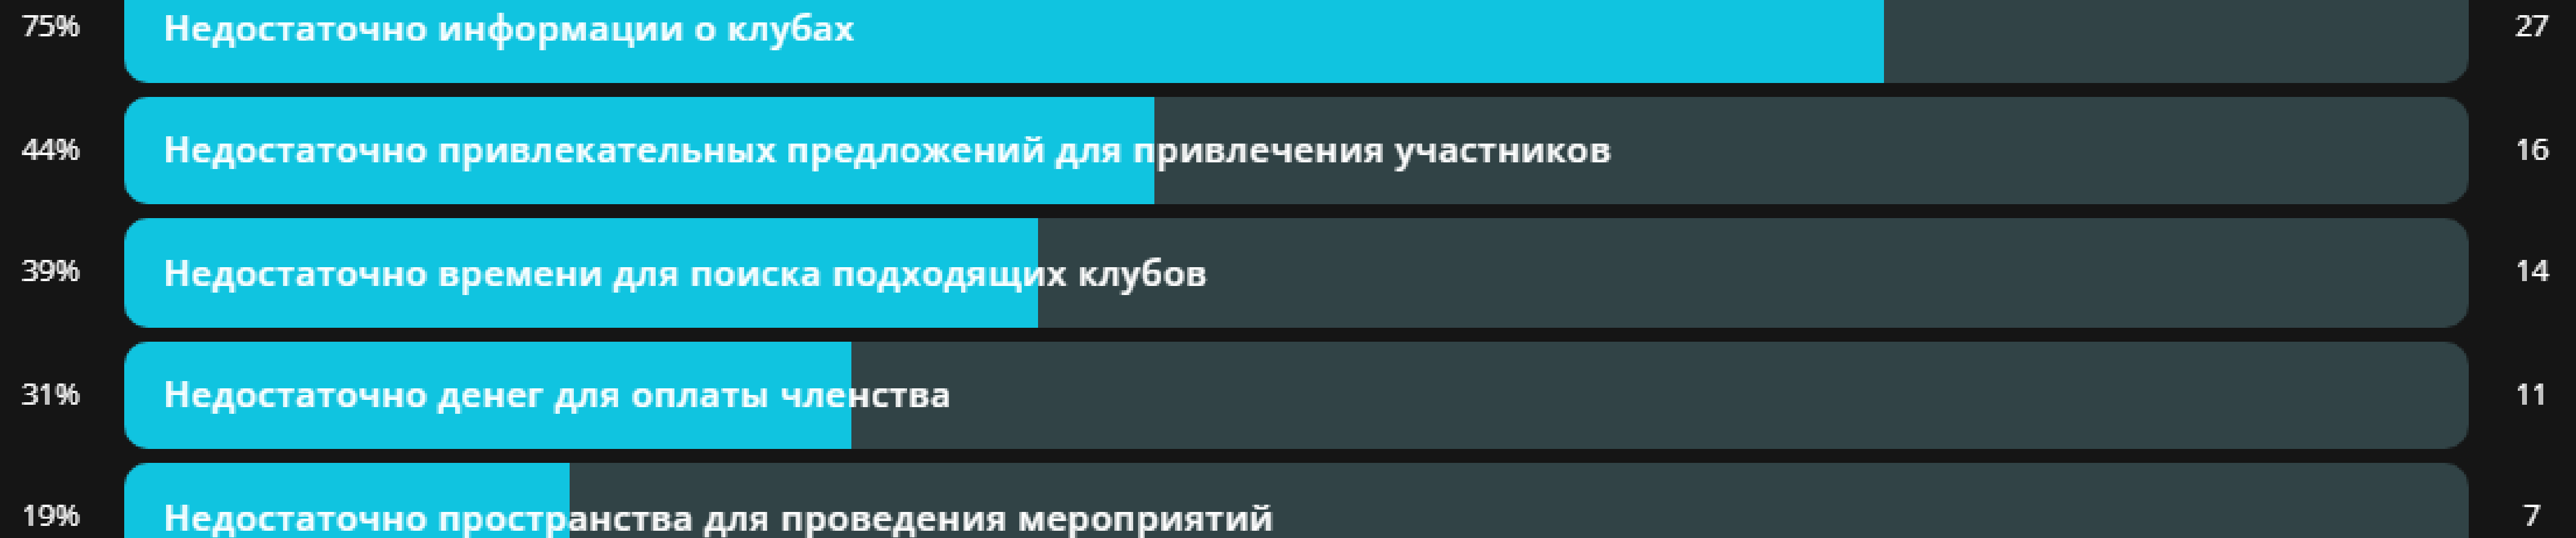 75% Недостаточно информации о клубах 27
44% Недостаточно привлекательных предложений для привлечения участников 16
39% Недостаточно времени для поиска подходящих клубов 14
31% Недостаточно денег для оплаты членства 11
19% Недостаточно пространства для проведения мероприятий 7